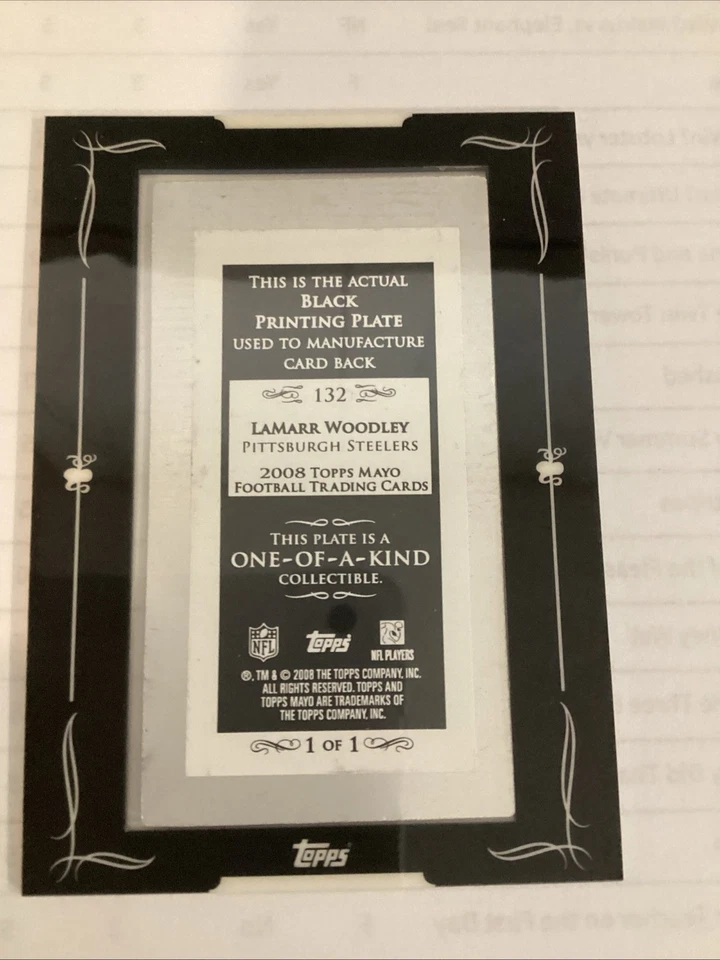 THIS IS THE ACTUAL
BLACK
PRINTING PLATE
USED TO MANUFACTURE
CARD BACK
132
LAMARR WOODLEY
PITTSBURGH STEELERS
2008 TOPPS MAYO
FOOTBALL TRADING CARDS
THIS PLATE IS A
ONE-OF-A-KIND
COLLECTIBLE.
NFL
topps
NFL PLAYERS
®, TM & © 2008 THE TOPPS COMPANY, INC.
ALL RIGHTS RESERVED. TOPPS AND
TOPPS MAYO ARE TRADEMARKS OF
THE TOPPS COMPANY, INC.
1 OF 1
topps